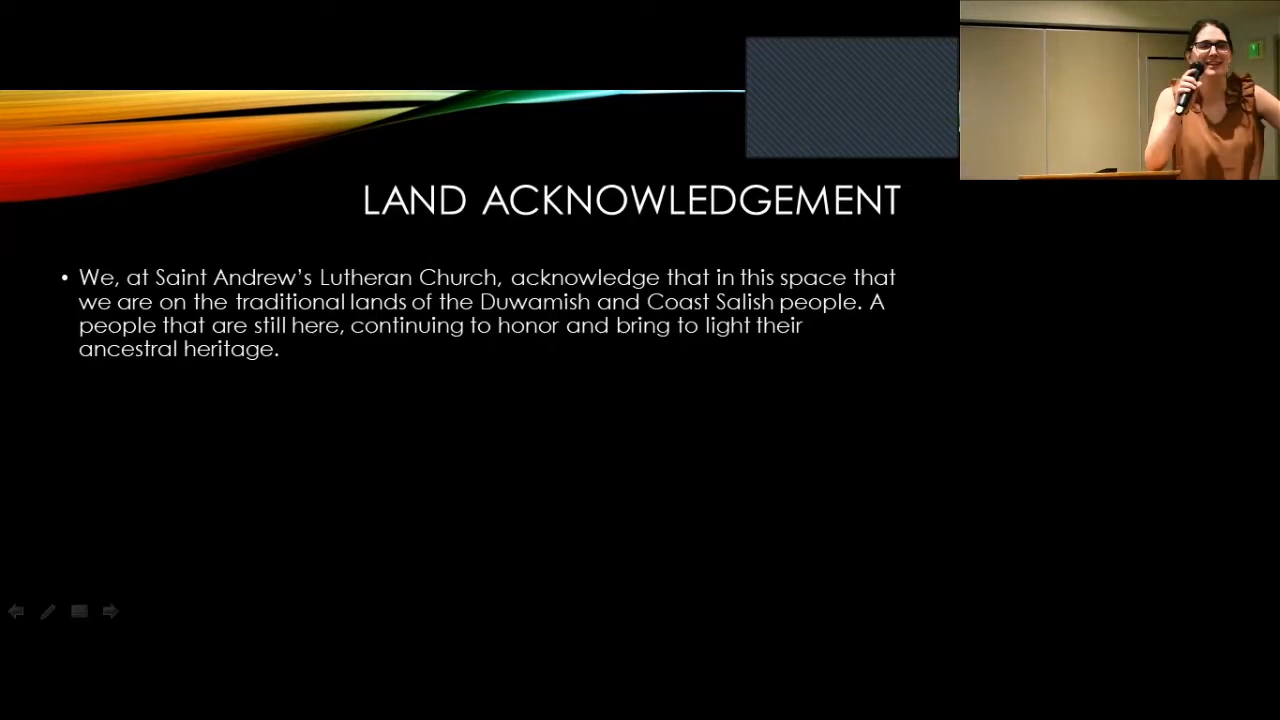 LAND ACKNOWLEDGEMENT
• We, at Saint Andrew’s Lutheran Church, acknowledge that in this space that
we are on the traditional lands of the Duwamish and Coast Salish people. A
people that are still here, continuing to honor and bring to light their
ancestral heritage.